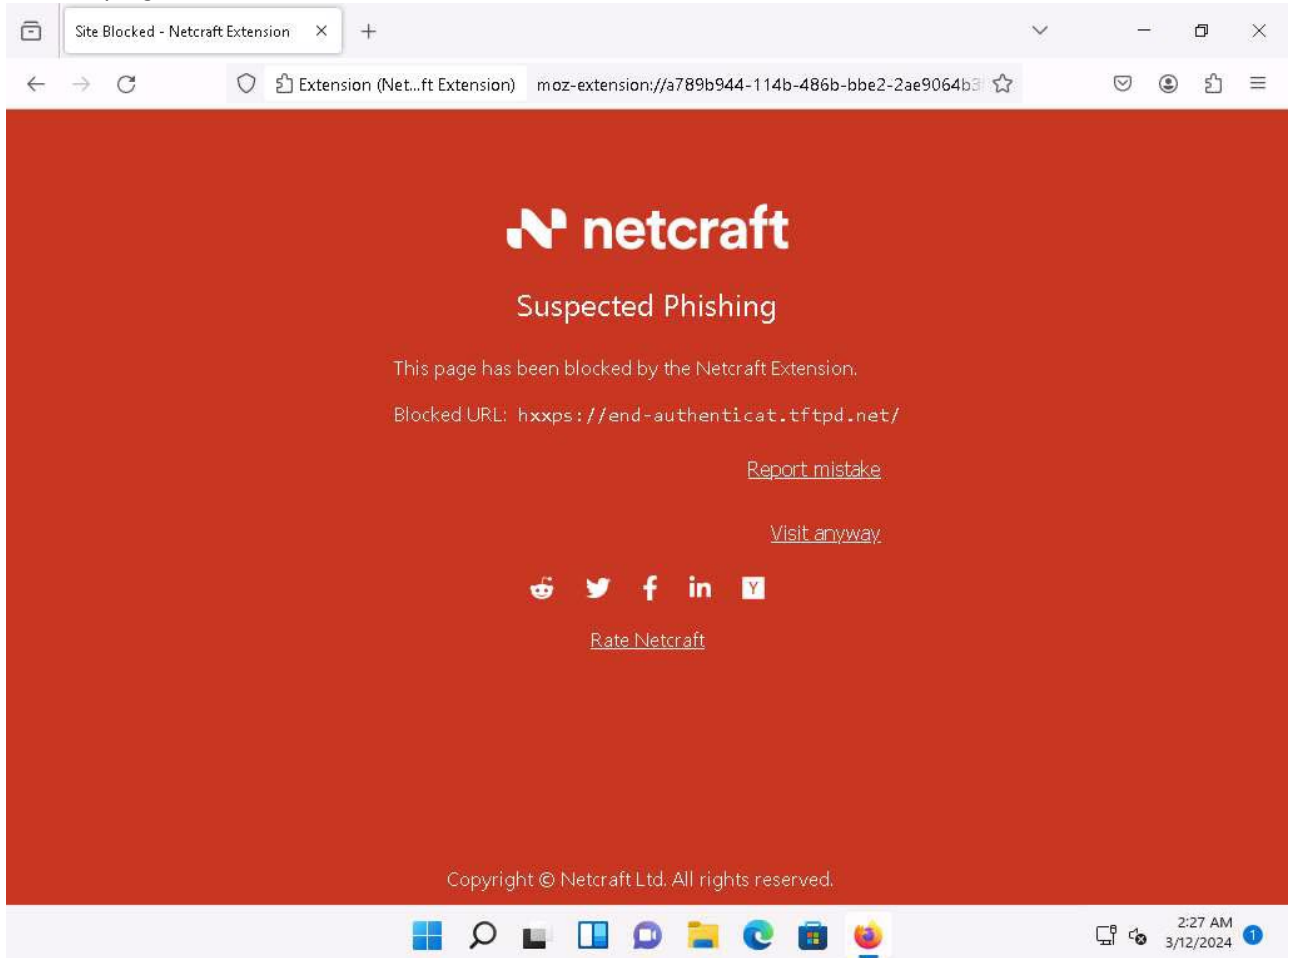 Site Blocked - Netcraft Extension
Extension (Net...ft Extension) moz-extension://a789b944-114b-486b-bbe2-2ae9064b3
netcraft
Suspected Phishing
This page has been blocked by the Netcraft Extension.
Blocked URL: hxxps://end-authenticat.tftpd.net/
Report mistake
Visit anyway
f in Y
Rate Netcraft
Copyright © Netcraft Ltd. All rights reserved.
2:27 AM
3/12/2024 1